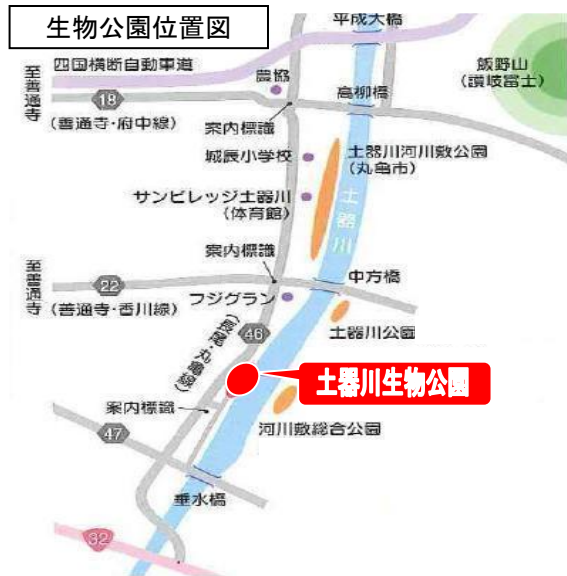 生物公園位置図
平成大橋
四国横断自動車道
飯野山
(讃岐富士)
至善通寺
農協
18
高柳橋
(善通寺・府中線)
案内標識
城辰小学校
土器川河川敷公園
(丸亀市)
サンビレッジ土器川
(体育館)
土器川
案内標識
至善通寺
22
中方橋
(善通寺・香川線)
フジグラン
土器川公園
46
(長尾・丸亀線)
土器川生物公園
案内標識
47
河川敷総合公園
垂水橋
32